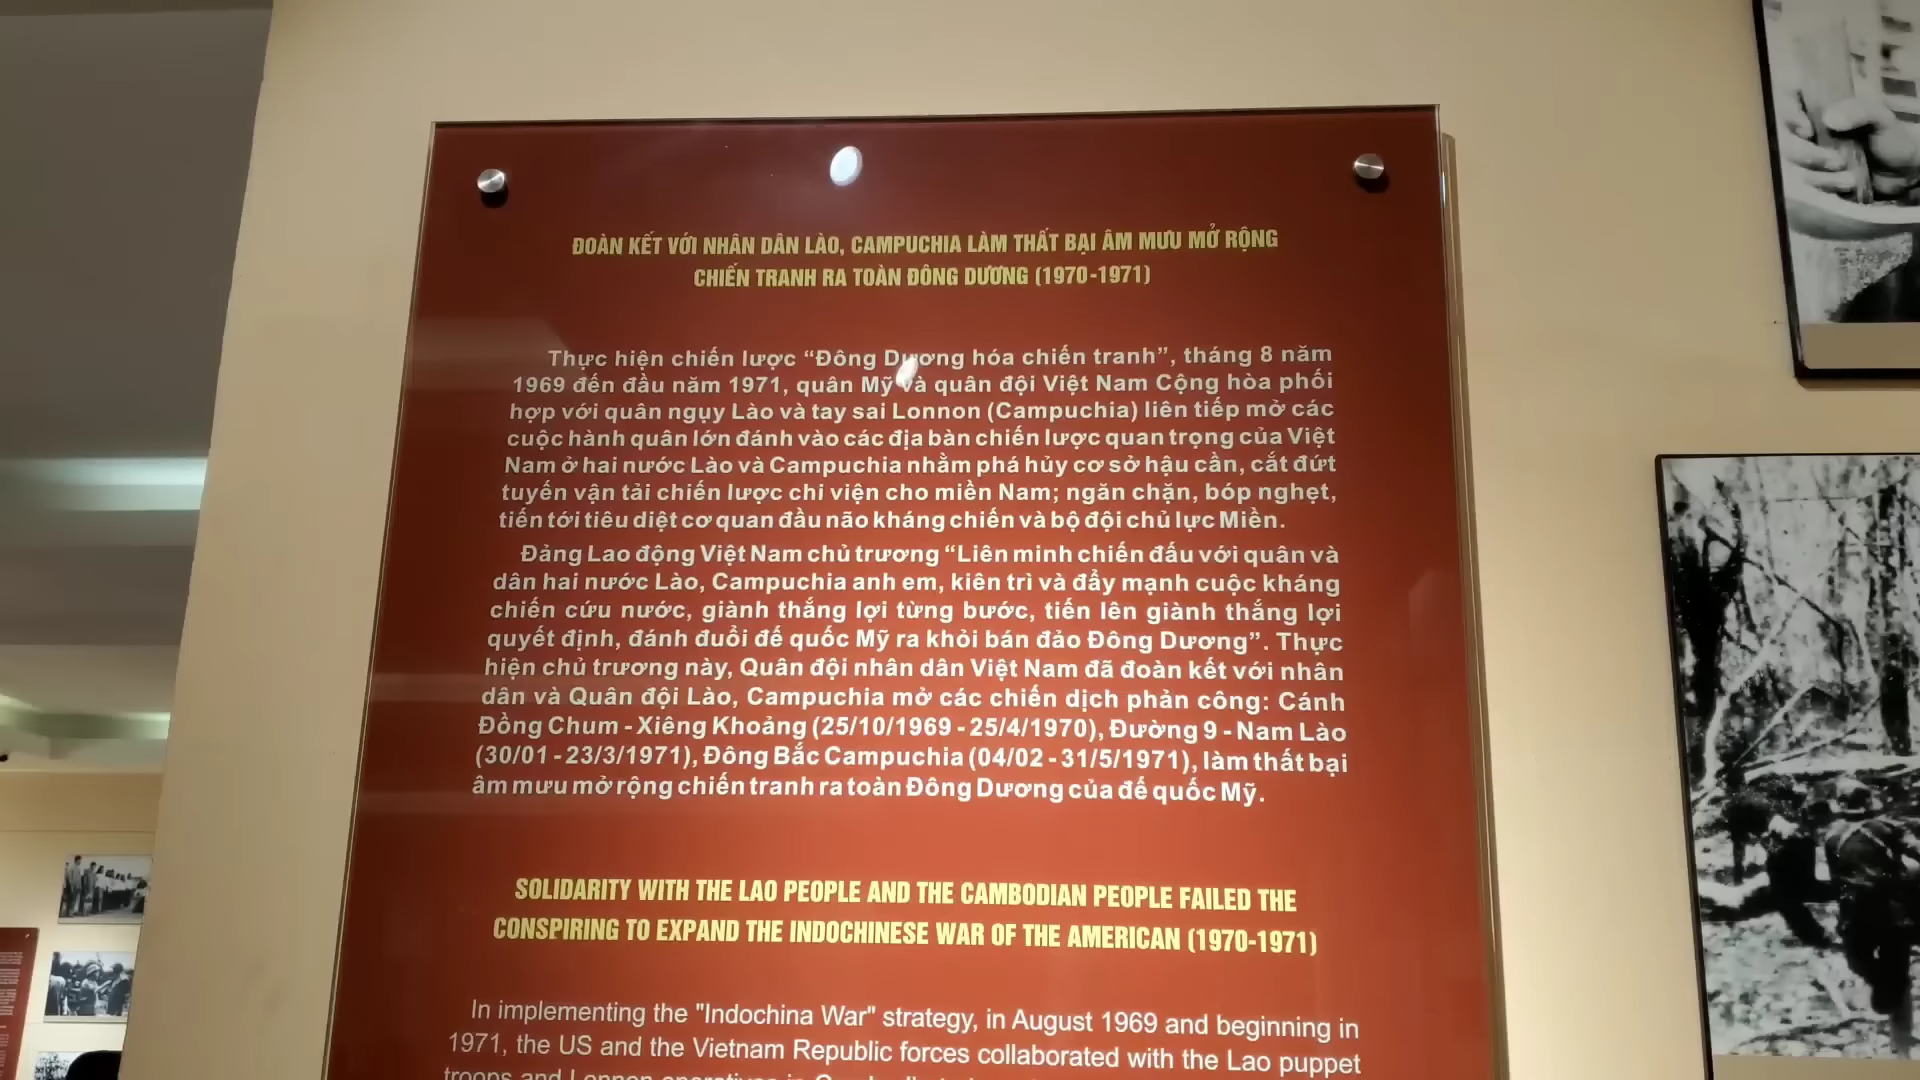 ĐOÀN KẾT VỚI NHÂN DÂN LÀO, CAMPUCHIA LÀM THẤT BẠI ÂM MƯU MỞ RỘNG
CHIẾN TRANH RA TOÀN ĐÔNG DƯƠNG (1970-1971)
Thực hiện chiến lược “Đông Dương hóa chiến tranh”, tháng 8 năm
1969 đến đầu năm 1971, quân Mỹ và quân đội Việt Nam Cộng hòa phối
hợp với quân ngụy Lào và tay sai Lonnon (Campuchia) liên tiếp mở các
cuộc hành quân lớn đánh vào các địa bàn chiến lược quan trọng của Việt
Nam ở hai nước Lào và Campuchia nhằm phá hủy cơ sở hậu cần, cắt đứt
tuyến vận tải chiến lược chi viện cho miền Nam; ngăn chặn, bóp nghẹt,
tiến tới tiêu diệt cơ quan đầu não kháng chiến và bộ đội chủ lực Miền.
Đảng Lao động Việt Nam chủ trương “Liên minh chiến đấu với quân và
dân hai nước Lào, Campuchia anh em, kiên trì và đẩy mạnh cuộc kháng
chiến cứu nước, giành thắng lợi từng bước, tiến lên giành thắng lợi
quyết định, đánh đuổi đế quốc Mỹ ra khỏi bán đảo Đông Dương”. Thực
hiện chủ trương này, Quân đội nhân dân Việt Nam đã đoàn kết với nhân
dân và Quân đội Lào, Campuchia mở các chiến dịch phản công: Cánh
Đồng Chum - Xiêng Khoảng (25/10/1969 - 25/4/1970), Đường 9 - Nam Lào
(30/01 - 23/3/1971), Đông Bắc Campuchia (04/02 - 31/5/1971), làm thất bại
âm mưu mở rộng chiến tranh ra toàn Đông Dương của đế quốc Mỹ.
SOLIDARITY WITH THE LAO PEOPLE AND THE CAMBODIAN PEOPLE FAILED THE
CONSPIRING TO EXPAND THE INDOCHINESE WAR OF THE AMERICAN (1970-1971)
In implementing the "Indochina War" strategy, in August 1969 and beginning in
1971, the US and the Vietnam Republic forces collaborated with the Lao puppet
troops and Lonnon